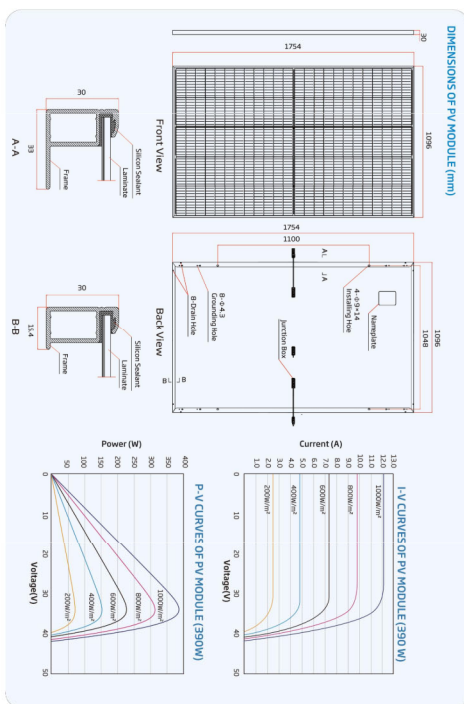 DIMENSIONS OF PV MODULE (mm)
30
1754
1096
Front View
1754
1100
A
A
4-Φ9*14
Installing Hoe
Nameplate
1048
1096
8-Φ4.3
Grounding Hole
8-Drain Hole
Junction Box
B
B
Back View
30
33
Silicon Sealant
Laminate
Frame
A-A
30
15.4
Silicon Sealant
Laminate
Frame
B-B
I-V CURVES OF PV MODULE (390 W)
Current (A)
13.0
12.0
11.0
10.0
9.0
8.0
7.0
6.0
5.0
4.0
3.0
2.0
1.0
1000W/m²
800W/m²
600W/m²
400W/m²
200W/m²
0
10
20
30
40
50
Voltage(V)
P-V CURVES OF PV MODULE (390W)
Power (W)
400
350
300
250
200
150
100
50
1000W/m²
800W/m²
600W/m²
400W/m²
200W/m²
0
10
20
30
40
50
Voltage(V)